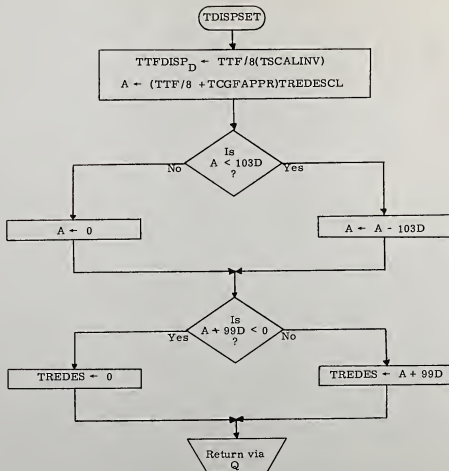 TDISPSET
TTFDISP_D ← TTF/8(TSCALINV)
A ← (TTF/8 +TCGFAPPR)TREDESCL
Is
A < 103D
?
No
Yes
A ← 0
A ← A - 103D
Is
A + 99D < 0
?
Yes
No
TREDES ← 0
TREDES ← A + 99D
Return via
Q